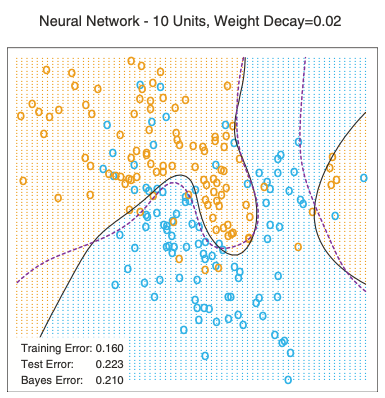 Neural Network - 10 Units, Weight Decay=0.02
Training Error: 0.160
Test Error: 0.223
Bayes Error: 0.210